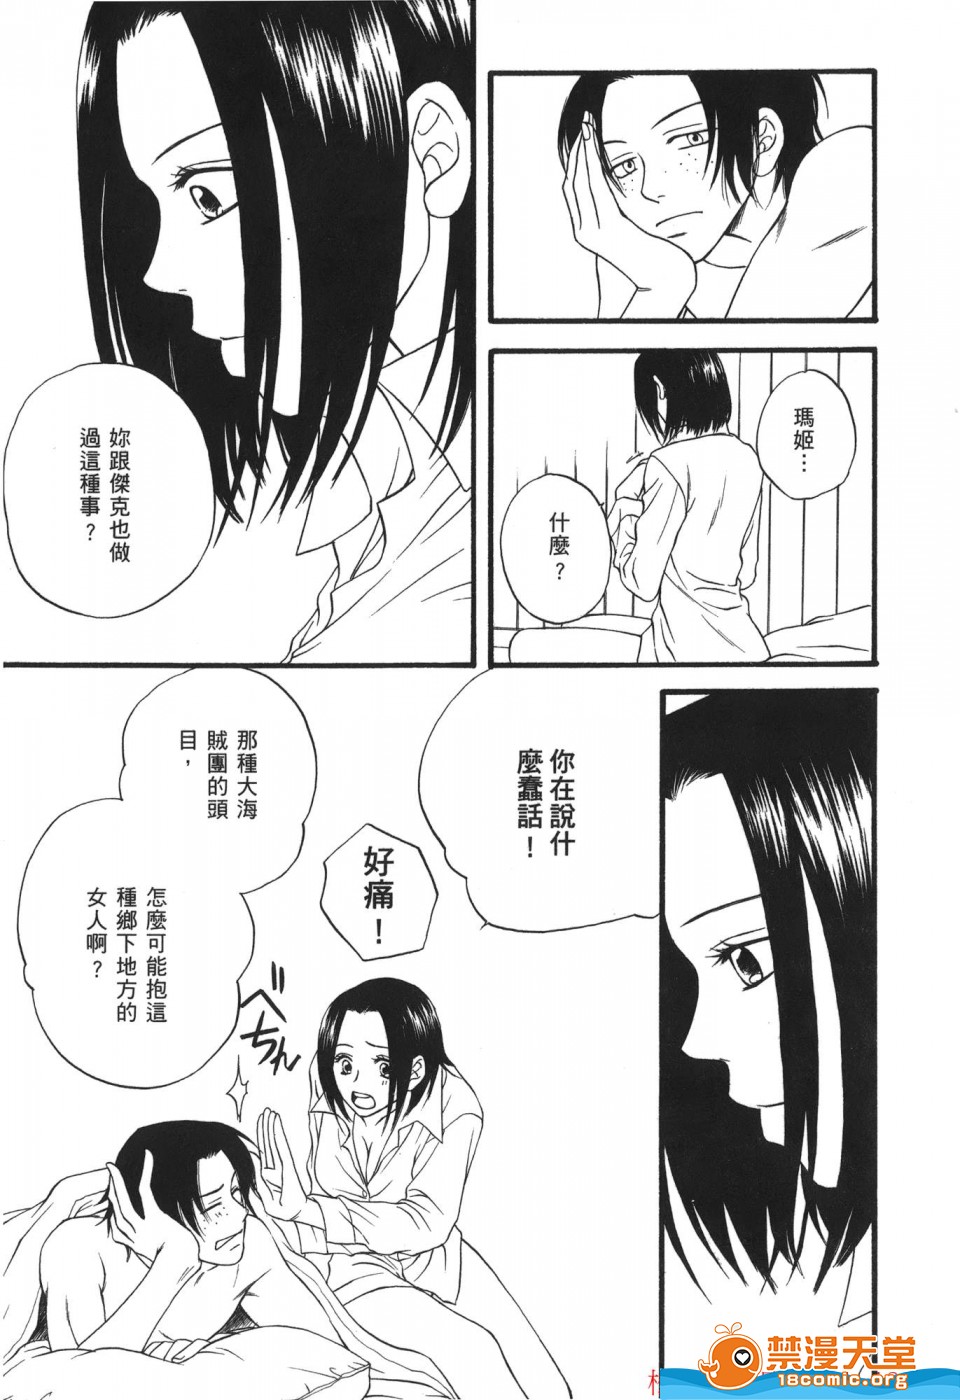 瑪姬…
什麼？
妳跟傑克也做
過這種事？
你在說什
麼蠢話！
好痛！
那種大海
賊團的頭
目，
怎麼可能抱這
種鄉下地方的
女人啊？
べちん
禁漫天堂
18comic.org